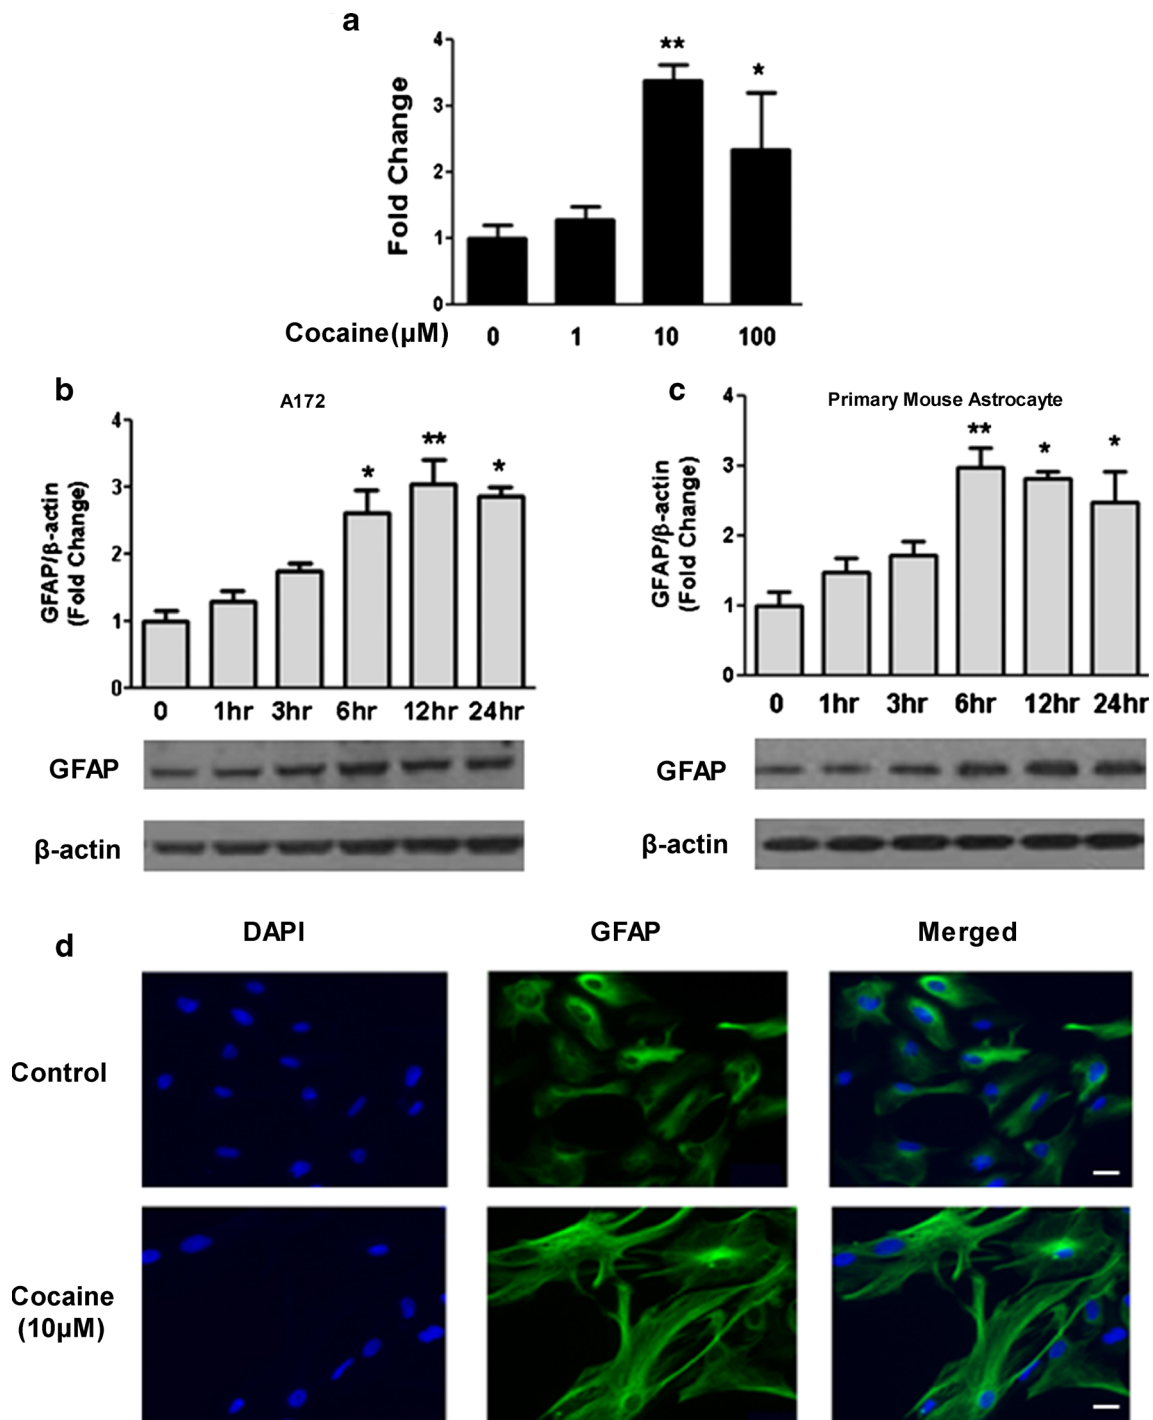 a
4
3
2
1
0
Fold Change
**
*
Cocaine(µM) 0 1 10 100
b
A172
4
3
2
1
0
GFAP/β-actin
(Fold Change)
*
**
*
0 1hr 3hr 6hr 12hr 24hr
GFAP
β-actin
c
Primary Mouse Astrocayte
4
3
2
1
0
GFAP/β-actin
(Fold Change)
**
*
*
0 1hr 3hr 6hr 12hr 24hr
GFAP
β-actin
d
DAPI GFAP Merged
Control
Cocaine
(10µM)